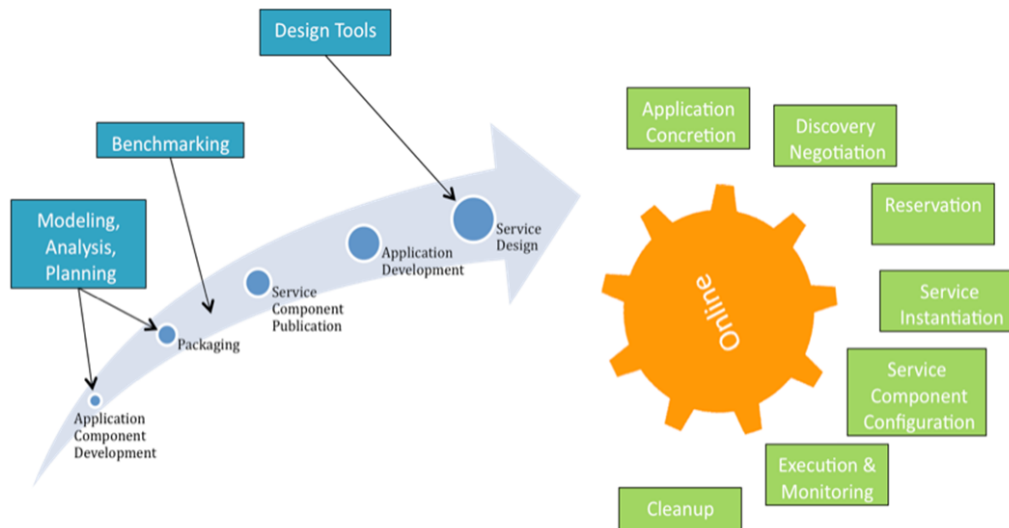 Design Tools
Benchmarking
Modeling,
Analysis,
Planning
Application
Component
Development
Packaging
Service
Component
Publication
Application
Development
Service
Design
Online
Application
Concretion
Discovery
Negotiation
Reservation
Service
Instantiation
Service
Component
Configuration
Execution &
Monitoring
Cleanup